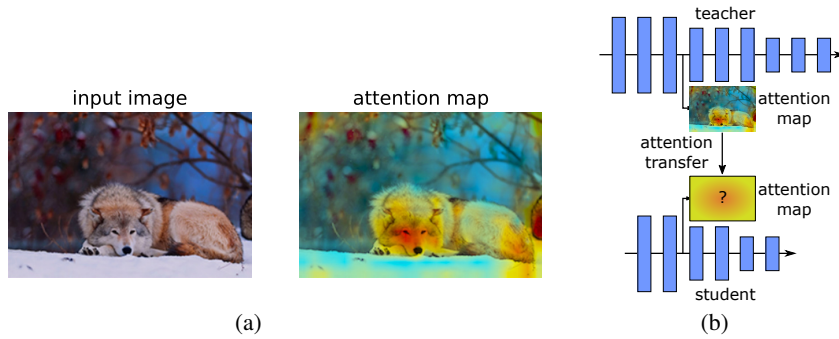 input image
attention map
(a)
teacher
attention
map
attention
transfer
?
attention
map
student
(b)